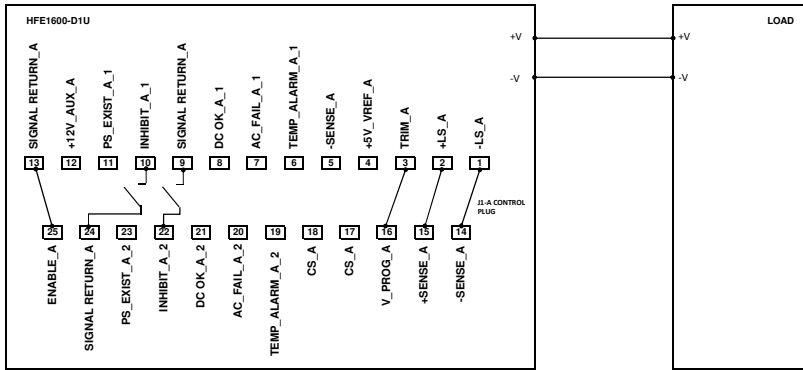 HFE1600-D1U
LOAD
+V
+V
-V
-V
SIGNAL RETURN_A
+12V_AUX_A
PS_EXIST_A_1
INHIBIT_A_1
SIGNAL RETURN_A
DC OK_A_1
AC_FAIL_A_1
TEMP_ALARM_A_1
-SENSE_A
+5V_VREF_A
TRIM_A
+LS_A
-LS_A
13 12 11 10 9 8 7 6 5 4 3 2 1
J1-A CONTROL
PLUG
25 24 23 22 21 20 19 18 17 16 15 14
ENABLE_A
SIGNAL RETURN_A
PS_EXIST_A_2
INHIBIT_A_2
DC OK_A_2
AC_FAIL_A_2
TEMP_ALARM_A_2
CS_A
CS_A
V_PROG_A
+SENSE_A
-SENSE_A